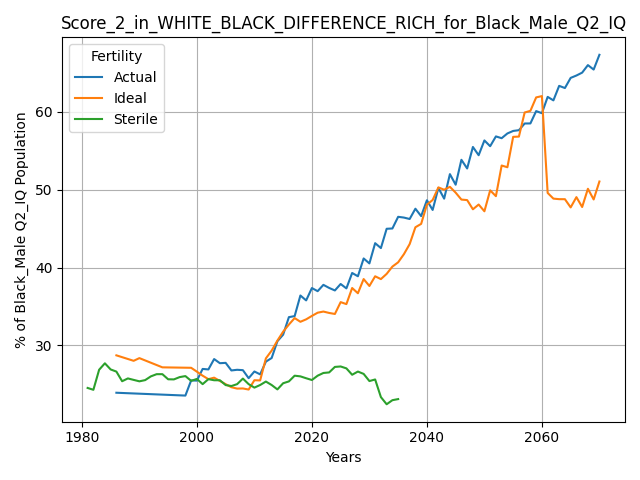 Score_2_in_WHITE_BLACK_DIFFERENCE_RICH_for_Black_Male_Q2_IQ
Fertility
Actual
Ideal
Sterile
% of Black_Male Q2_IQ Population
60
50
40
30
1980
2000
2020
2040
2060
Years